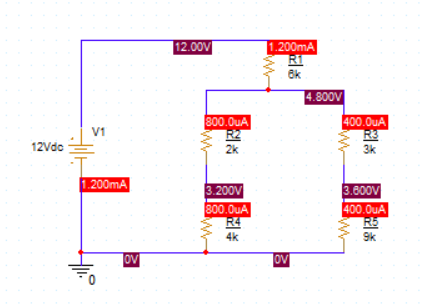 12.00V
1.200mA
R1
6k
4.800V
800.0uA
400.0uA
V1
R2
R3
12Vdc
2k
3k
1.200mA
3.200V
3.600V
800.0uA
400.0uA
R4
R5
4k
9k
0V
0V
0